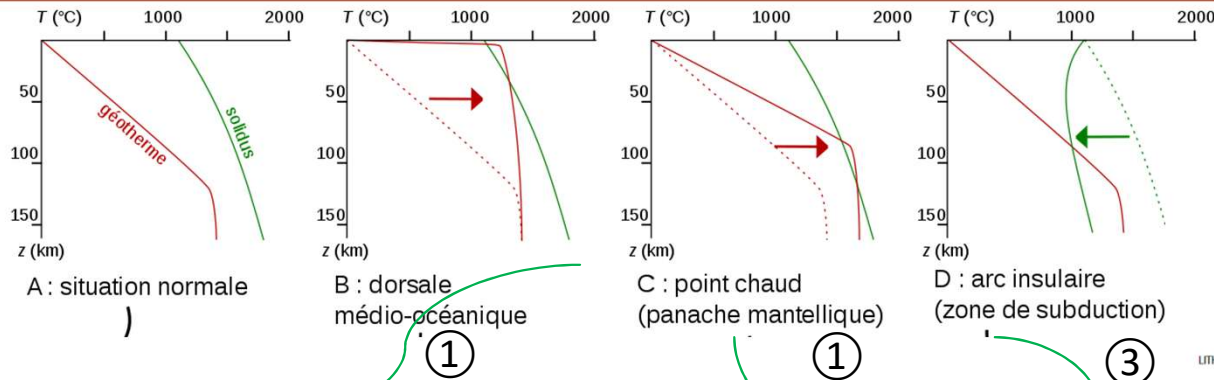 T (°C) 1000 2000
50
100
150
z (km)
géotherme
solidus
A : situation normale
)
T (°C) 1000 2000
50
100
150
z (km)
B : dorsale
médio-océanique
①
T (°C) 1000 2000
50
100
150
z (km)
C : point chaud
(panache mantellique)
①
T (°C) 1000 2000
50
100
150
z (km)
D : arc insulaire
(zone de subduction)
③